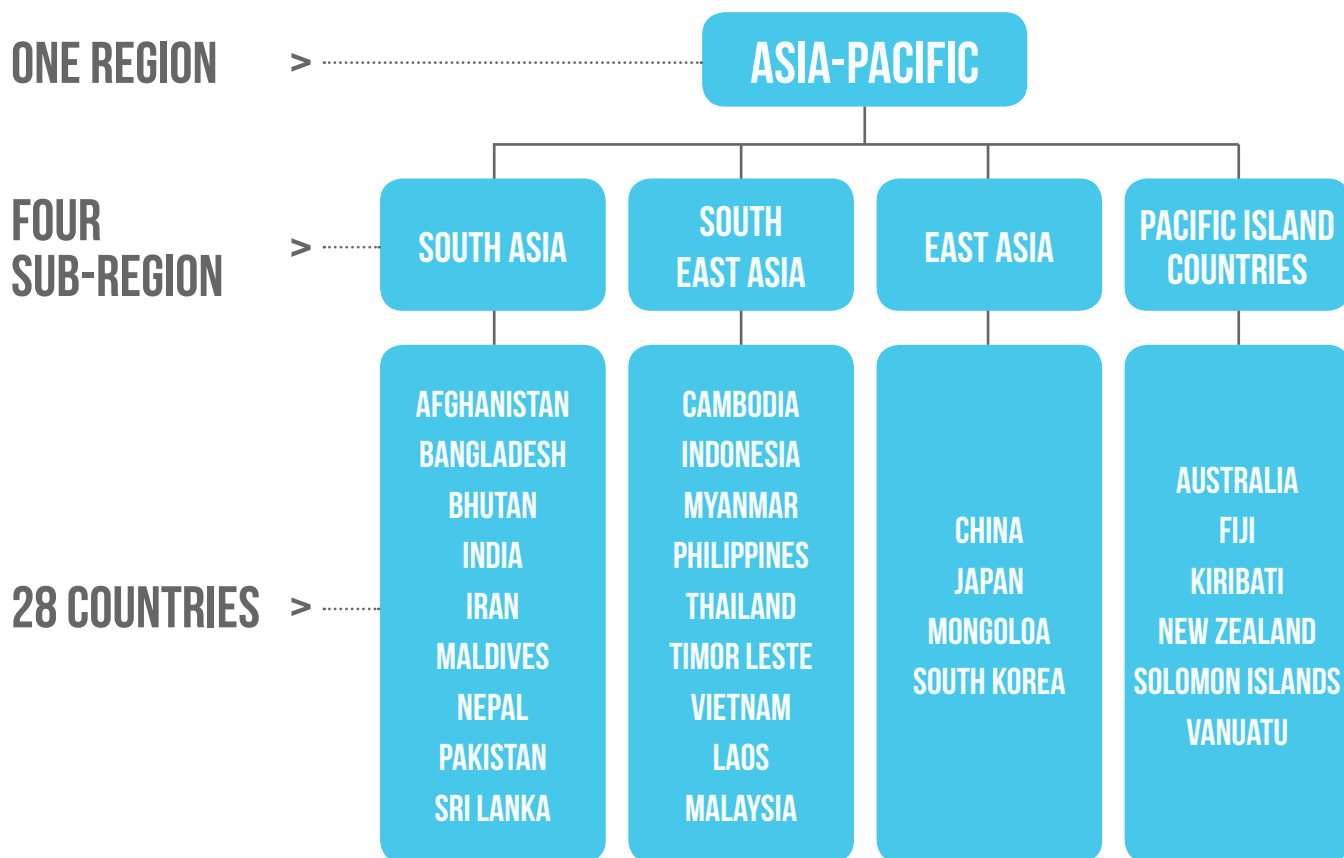 ONE REGION >
ASIA-PACIFIC
FOUR
SUB-REGION >
SOUTH ASIA
SOUTH
EAST ASIA
EAST ASIA
PACIFIC ISLAND
COUNTRIES
28 COUNTRIES >
AFGHANISTAN
BANGLADESH
BHUTAN
INDIA
IRAN
MALDIVES
NEPAL
PAKISTAN
SRI LANKA
CAMBODIA
INDONESIA
MYANMAR
PHILIPPINES
THAILAND
TIMOR LESTE
VIETNAM
LAOS
MALAYSIA
CHINA
JAPAN
MONGOLOA
SOUTH KOREA
AUSTRALIA
FIJI
KIRIBATI
NEW ZEALAND
SOLOMON ISLANDS
VANUATU